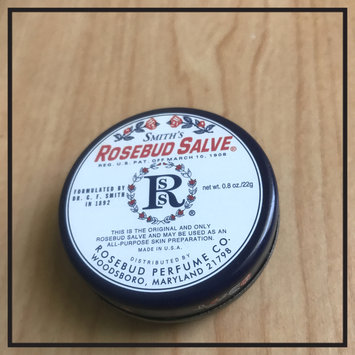 SMITH'S
ROSEBUD SALVE®
REG. U.S. PAT. OFF MARCH 10, 1908
FORMULATED BY
DR. C. F. SMITH
IN 1892
R
S
S
®
net wt. 0.8 oz./22g
THIS IS THE ORIGINAL AND ONLY
ROSEBUD SALVE AND MAY BE USED AS AN
ALL-PURPOSE SKIN PREPARATION.
MADE IN U.S.A.
DISTRIBUTED BY
ROSEBUD PERFUME CO.
WOODSBORO, MARYLAND 21798